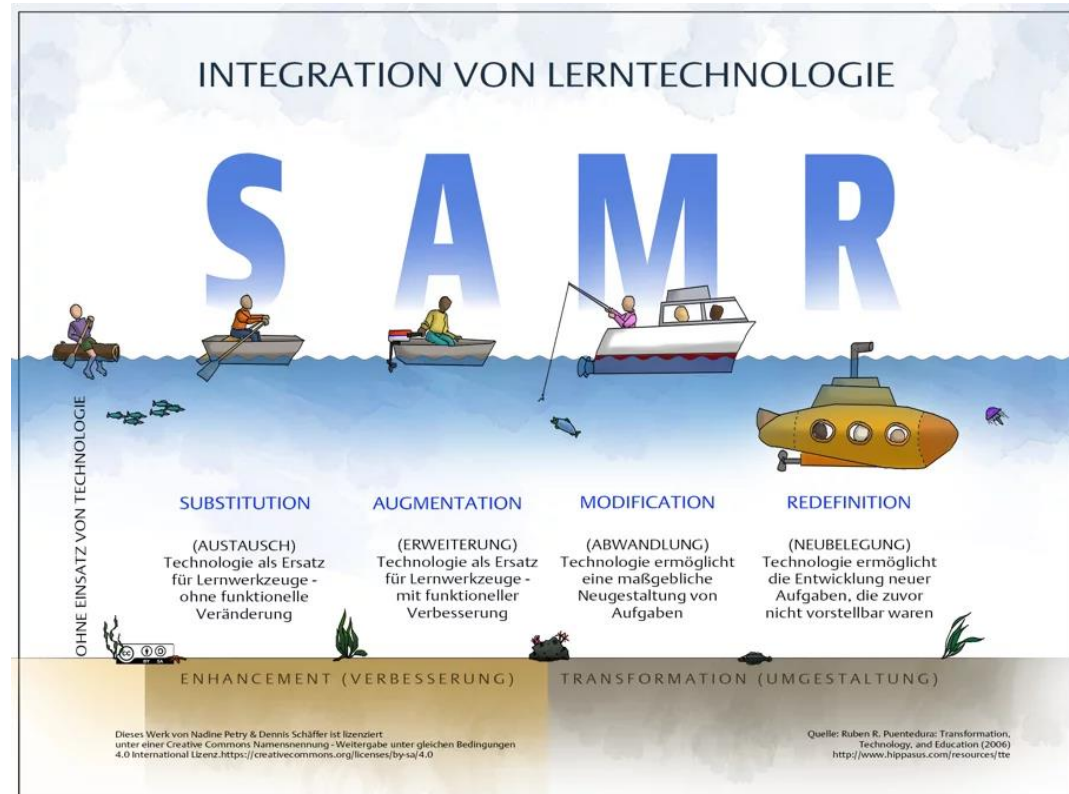 INTEGRATION VON LERNTECHNOLOGIE
S A M R
OHNE EINSATZ VON TECHNOLOGIE
SUBSTITUTION
(AUSTAUSCH)
Technologie als Ersatz
für Lernwerkzeuge -
ohne funktionelle
Veränderung
AUGMENTATION
(ERWEITERUNG)
Technologie als Ersatz
für Lernwerkzeuge -
mit funktioneller
Verbesserung
MODIFICATION
(ABWANDLUNG)
Technologie ermöglicht
eine maßgebliche
Neugestaltung von
Aufgaben
REDEFINITION
(NEUBELEGUNG)
Technologie ermöglicht
die Entwicklung neuer
Aufgaben, die zuvor
nicht vorstellbar waren
cc
BY SA
ENHANCEMENT (VERBESSERUNG)
TRANSFORMATION (UMGESTALTUNG)
Dieses Werk von Nadine Petry & Dennis Schäffer ist lizenziert
unter einer Creative Commons Namensnennung - Weitergabe unter gleichen Bedingungen
4.0 International Lizenz.https://creativecommons.org/licenses/by-sa/4.0
Quelle: Ruben R. Puentedura: Transformation,
Technology, and Education (2006)
http://www.hippasus.com/resources/tte